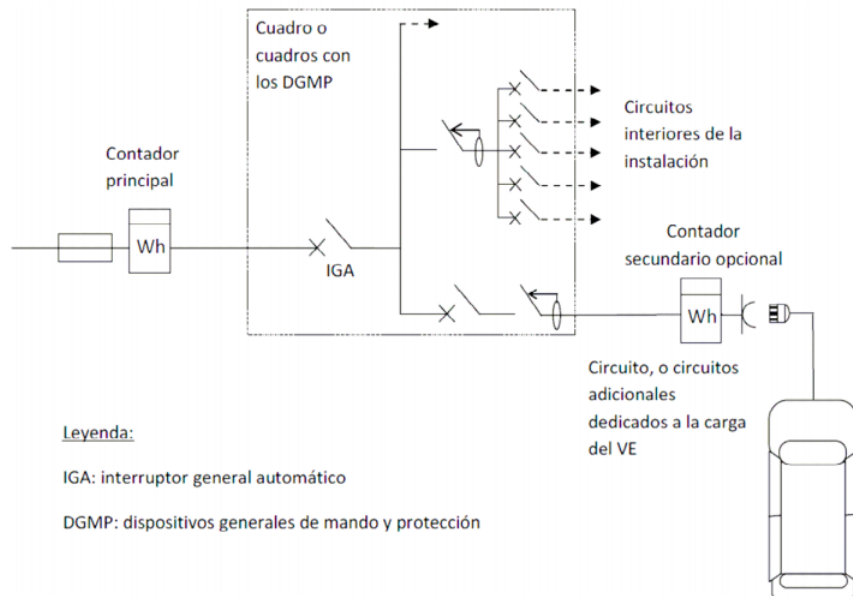 Cuadro o
cuadros con
los DGMP
Circuitos
interiores de la
instalación
Contador
principal
Wh
IGA
Contador
secundario opcional
Wh
Circuito, o circuitos
adicionales
dedicados a la carga
del VE
Leyenda:
IGA: interruptor general automático
DGMP: dispositivos generales de mando y protección